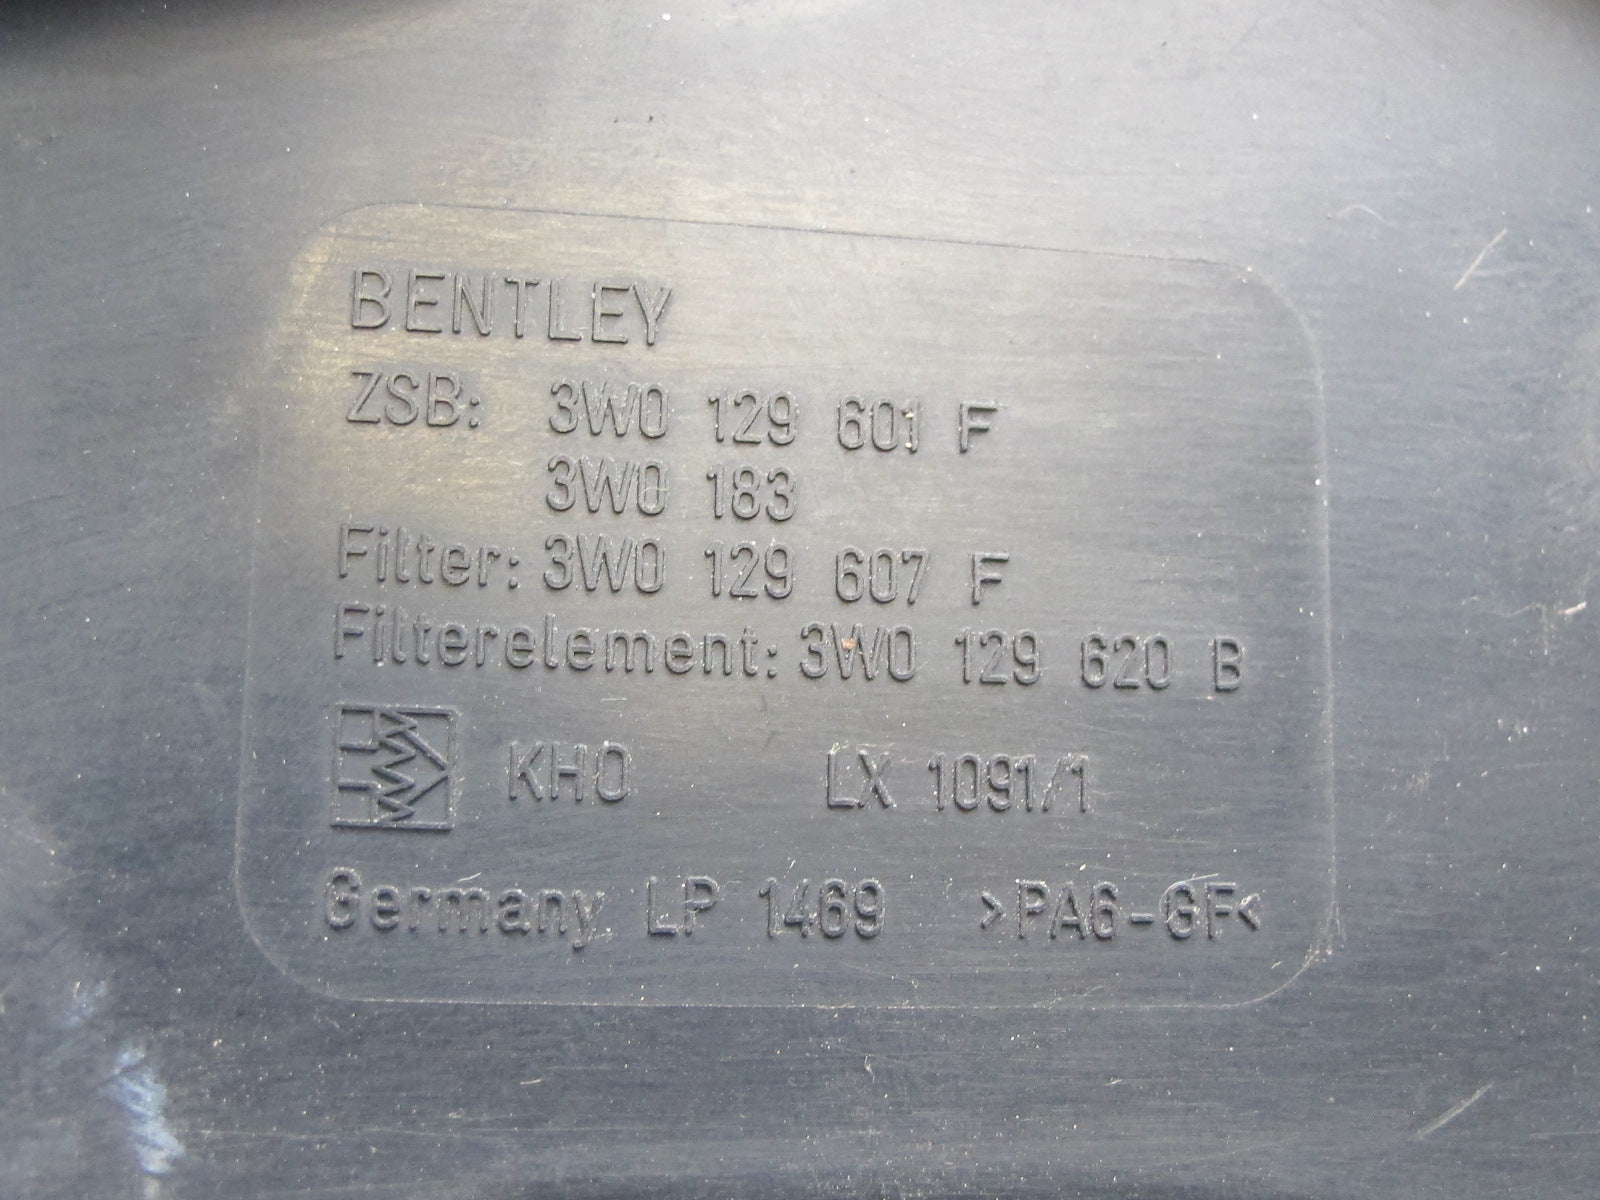 BENTLEY
ZSB: 3W0 129 601 F
3W0 183
Filter: 3W0 129 607 F
Filterelement: 3W0 129 620 B
KHO LX 1091/1
Germany LP 1469 >PA6-GF<